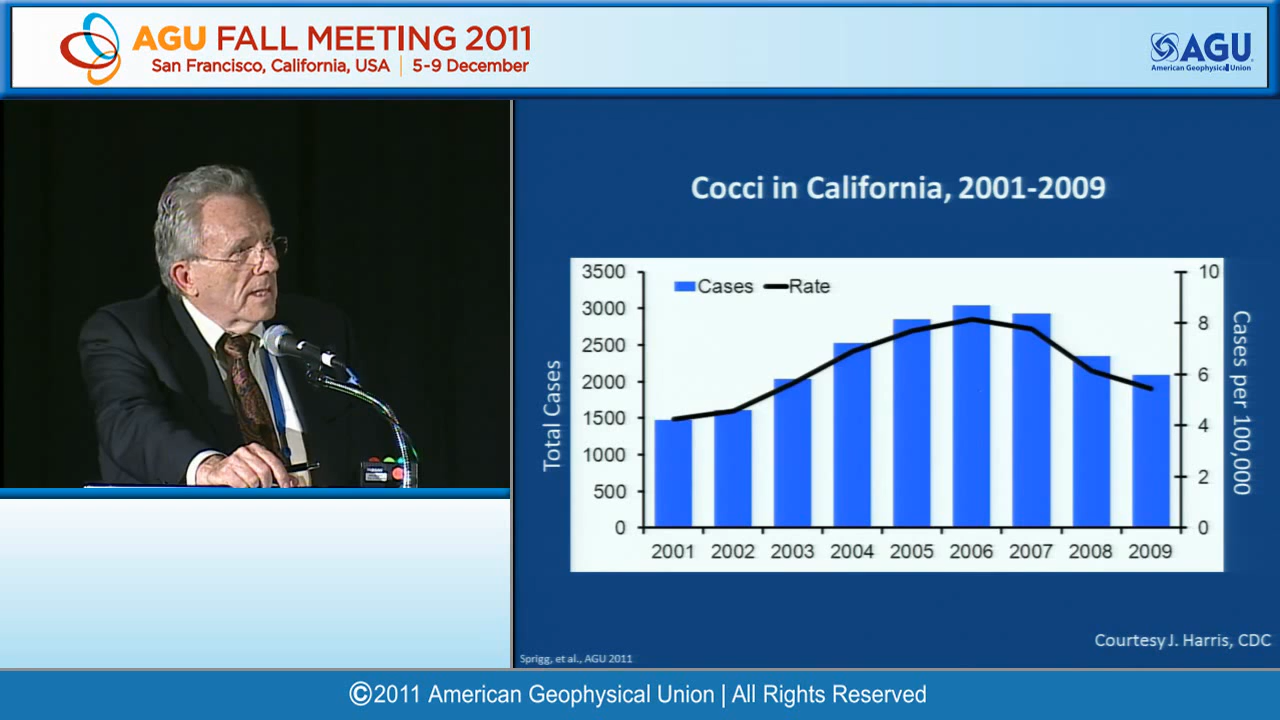 AGU FALL MEETING 2011
San Francisco, California, USA | 5-9 December
AGU
American Geophysical Union
Cocci in California, 2001-2009
Cases Rate
Total Cases
3500
3000
2500
2000
1500
1000
500
0
10
8
6
4
2
0
Cases per 100,000
2001 2002 2003 2004 2005 2006 2007 2008 2009
Courtesy J. Harris, CDC
Sprigg, et al., AGU 2011
©2011 American Geophysical Union | All Rights Reserved